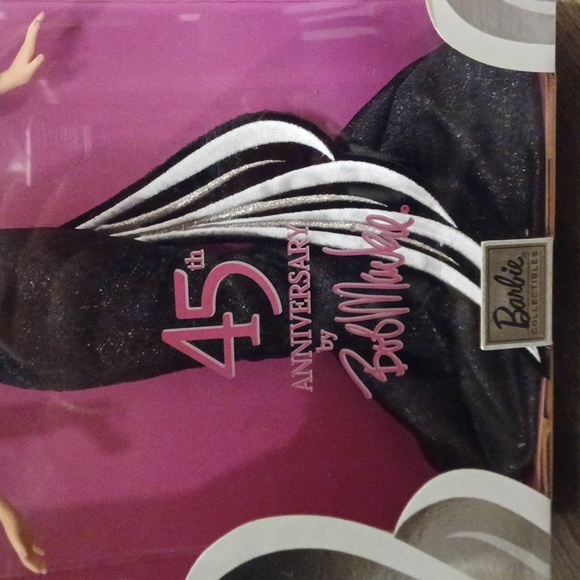 45th
ANNIVERSARY
by
Bob Mackie®
Barbie
COLLECTIBLES